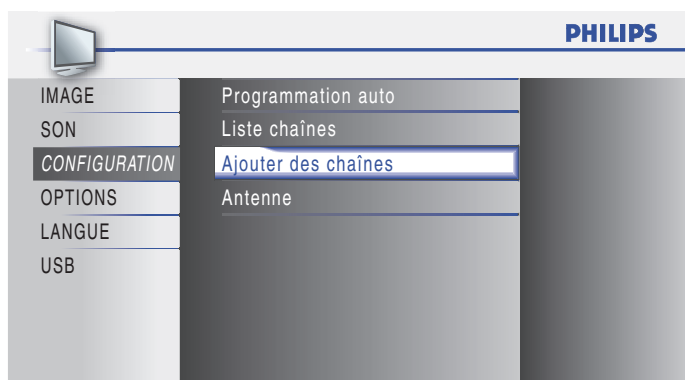 PHILIPS
IMAGE
SON
CONFIGURATION
OPTIONS
LANGUE
USB
Programmation auto
Liste chaînes
Ajouter des chaînes
Antenne